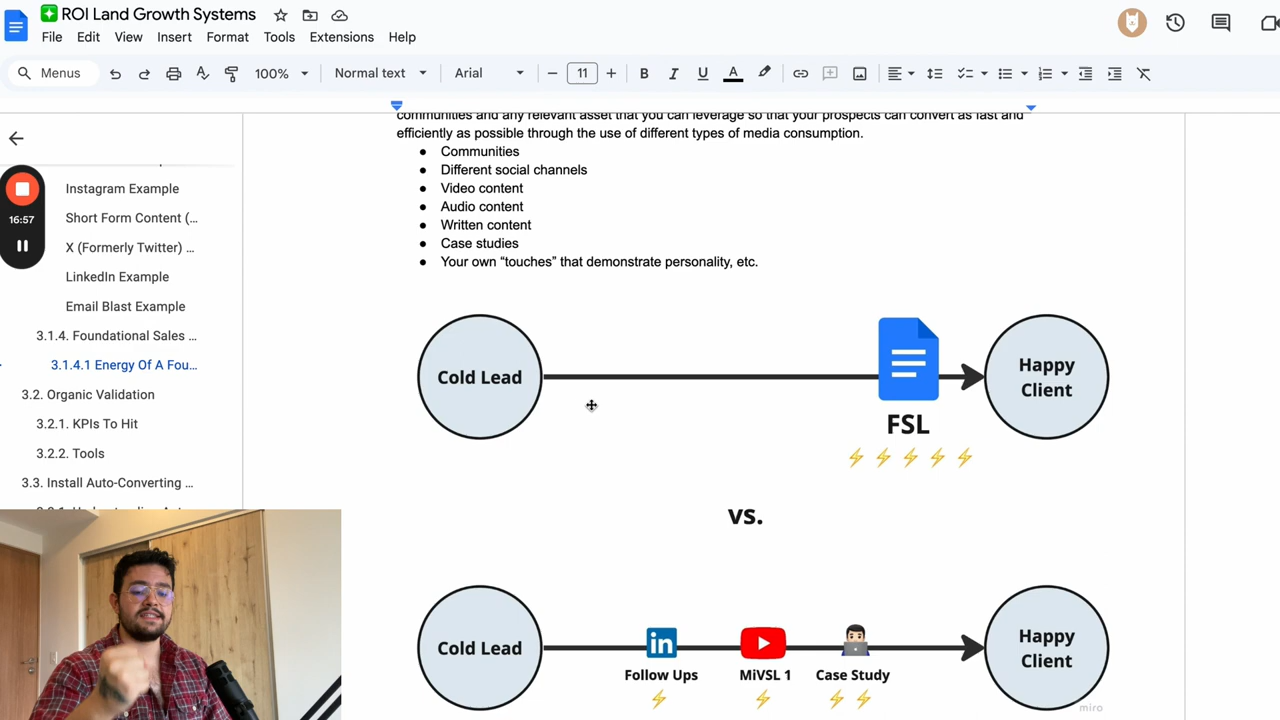 ROI Land Growth Systems
File Edit View Insert Format Tools Extensions Help
Menus 100% Normal text Arial 11 B I U A
communities and any relevant asset that you can leverage so that your prospects can convert as fast and
efficiently as possible through the use of different types of media consumption.
● Communities
● Different social channels
● Video content
● Audio content
● Written content
● Case studies
● Your own “touches” that demonstrate personality, etc.
Instagram Example
Short Form Content (...
X (Formerly Twitter) ...
LinkedIn Example
Email Blast Example
3.1.4. Foundational Sales ...
3.1.4.1 Energy Of A Fou...
3.2. Organic Validation
3.2.1. KPIs To Hit
3.2.2. Tools
3.3. Install Auto-Converting ...
16:57
Cold Lead
FSL
Happy
Client
vs.
Cold Lead
in
Follow Ups
MiVSL 1
Case Study
Happy
Client
miro